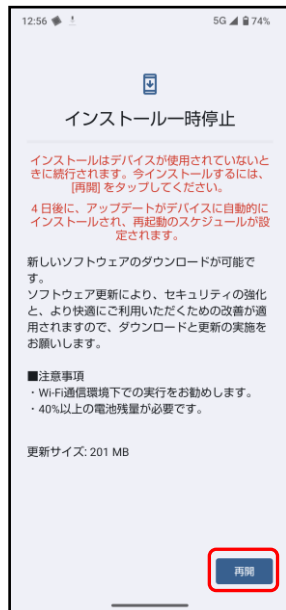 12:56 5G 74%
インストール一時停止
インストールはデバイスが使用されていないと
きに続行されます。今インストールするには、
[再開] をタップしてください。
4 日後に、アップデートがデバイスに自動的に
インストールされ、再起動のスケジュールが設
定されます。
新しいソフトウェアのダウンロードが可能で
す。
ソフトウェア更新により、セキュリティの強化
と、より快適にご利用いただくための改善が適
用されますので、ダウンロードと更新の実施を
お願いします。
■注意事項
・Wi-Fi通信環境下での実行をお勧めします。
・40%以上の電池残量が必要です。
更新サイズ: 201 MB
再開